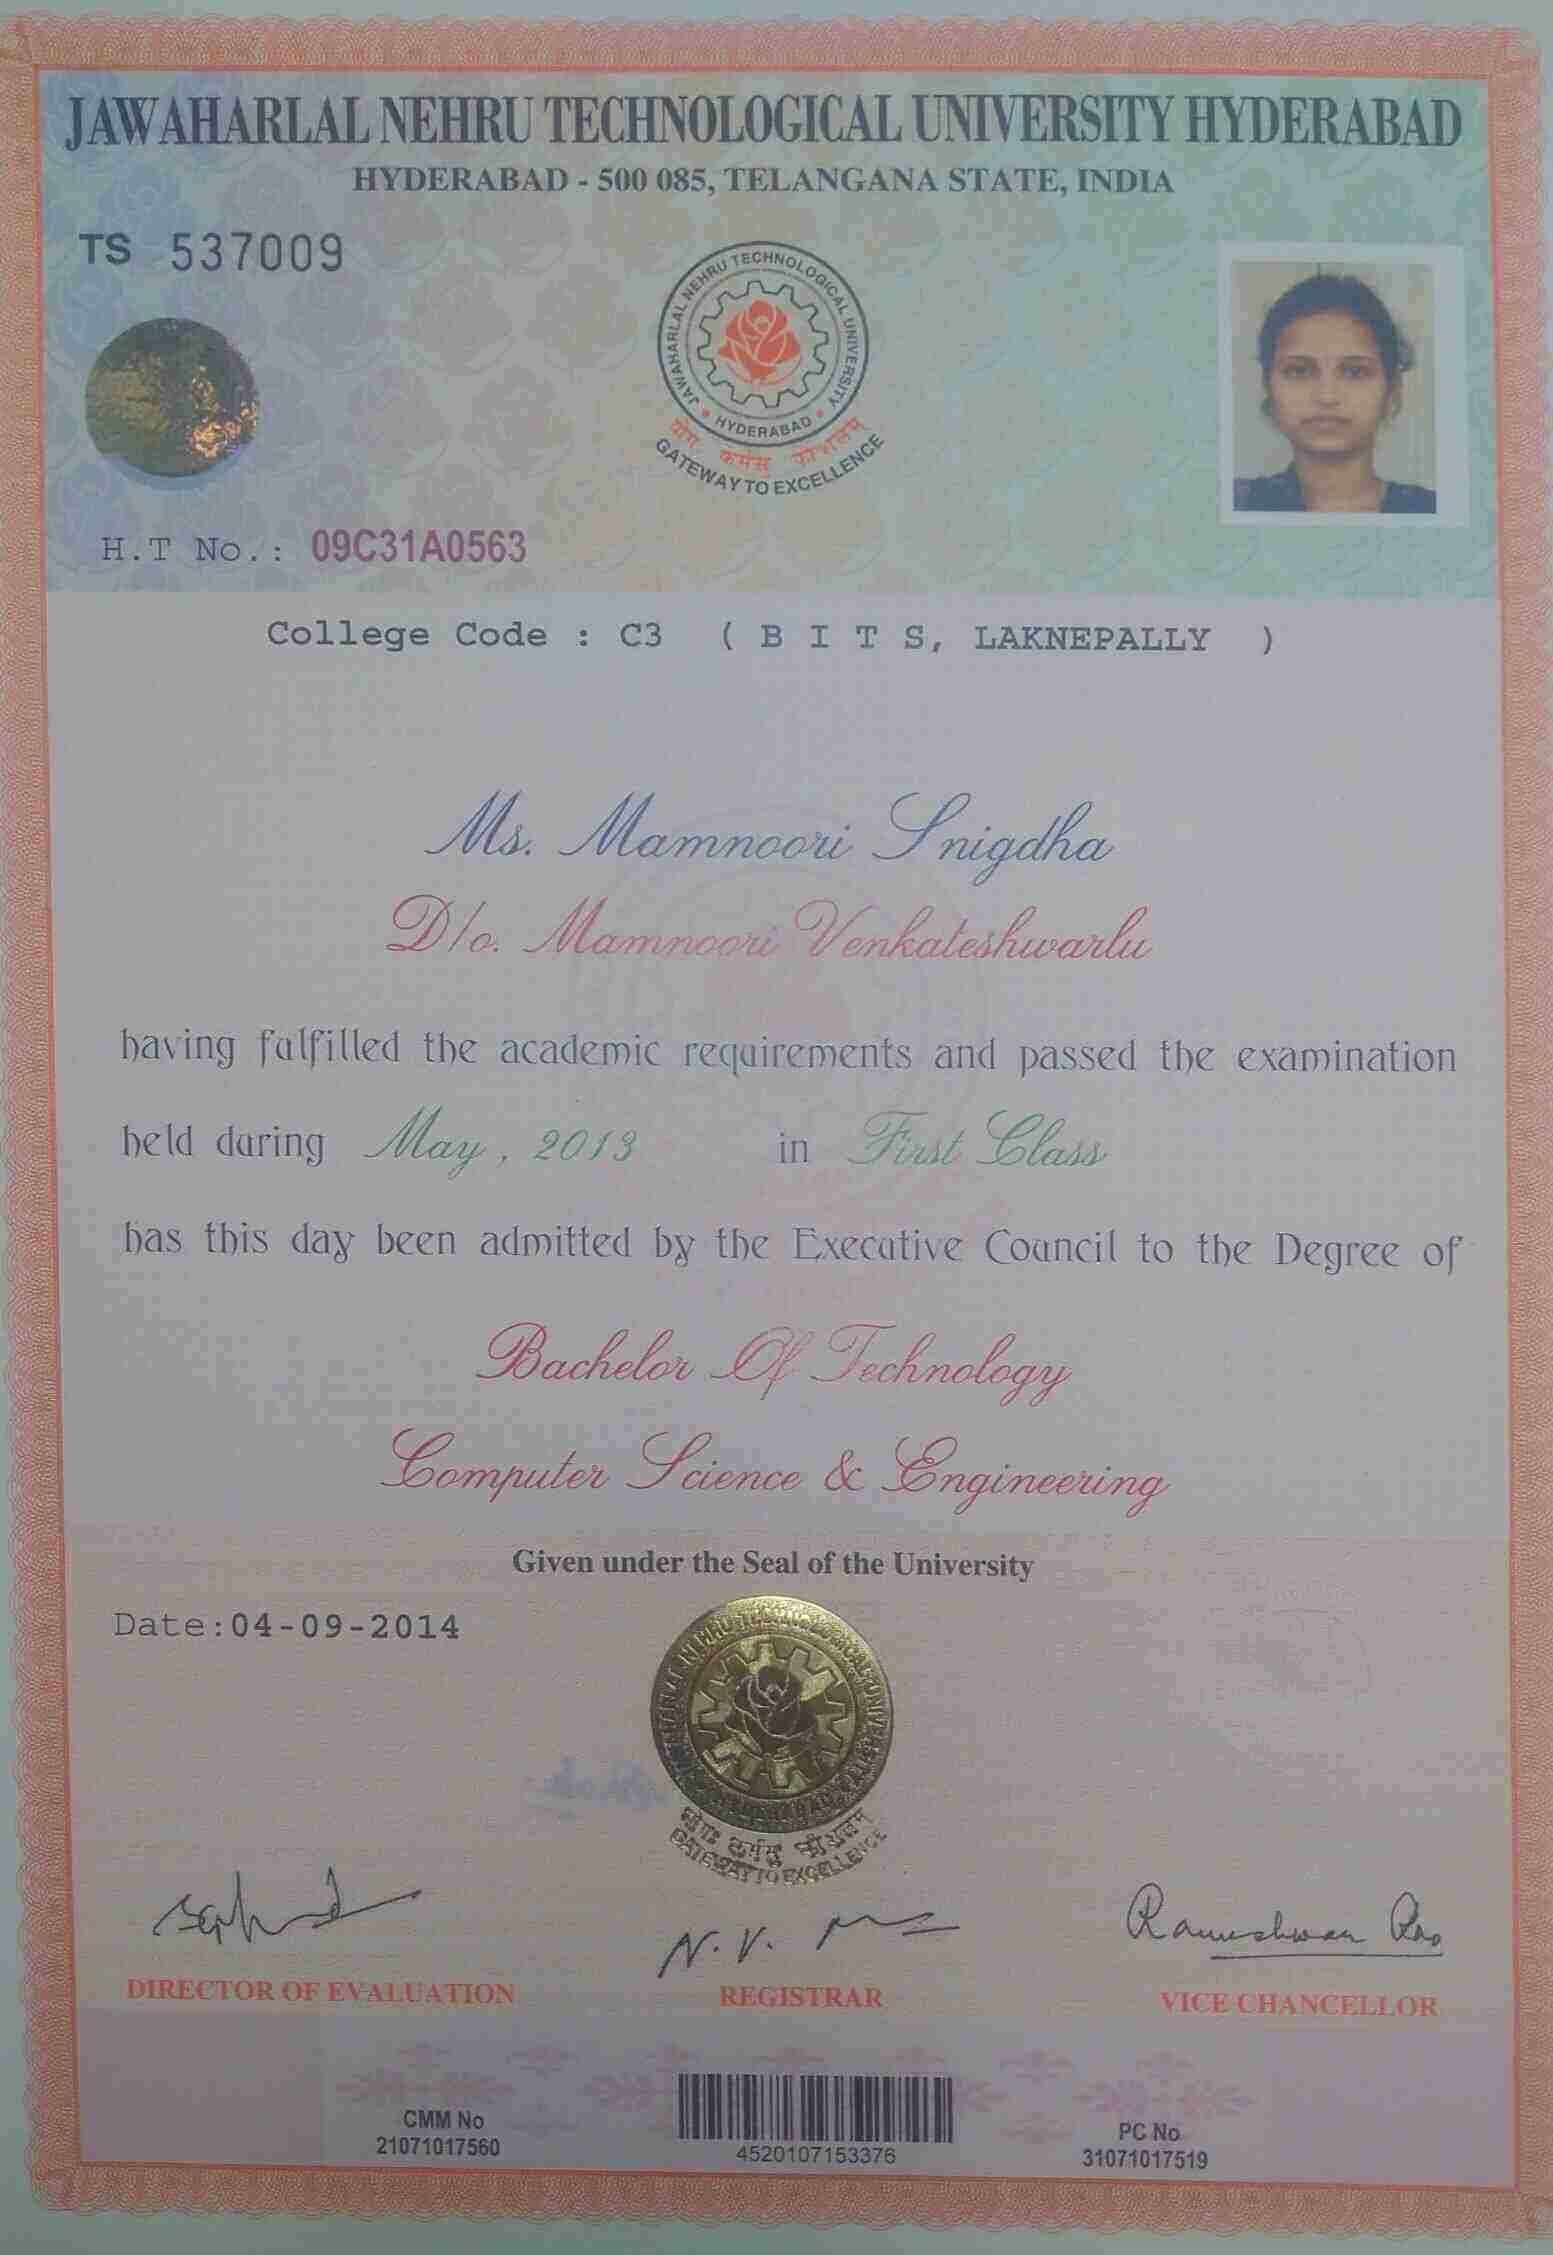 JAWAHARLAL NEHRU TECHNOLOGICAL UNIVERSITY HYDERABAD
HYDERABAD - 500 085, TELANGANA STATE, INDIA
TS 537009
JAWAHARLAL NEHRU TECHNOLOGICAL UNIVERSITY
HYDERABAD
योगः कर्मसु कौशलम्
GATEWAY TO EXCELLENCE
H.T No.: 09C31A0563
College Code : C3 ( B I T S, LAKNEPALLY )
Ms. Mamnoori Snigdha
D/o. Mamnoori Venkateshwarlu
having fulfilled the academic requirements and passed the examination
held during May, 2013 in First Class
has this day been admitted by the Executive Council to the Degree of
Bachelor Of Technology
Computer Science & Engineering
Given under the Seal of the University
Date:04-09-2014
JAWAHARLAL NEHRU TECHNOLOGICAL UNIVERSITY
HYDERABAD
योगः कर्मसु कौशलम्
GATEWAY TO EXCELLENCE
N.V.
Rameshwar Rao
DIRECTOR OF EVALUATION
REGISTRAR
VICE CHANCELLOR
CMM No
21071017560
4520107153376
PC No
31071017519